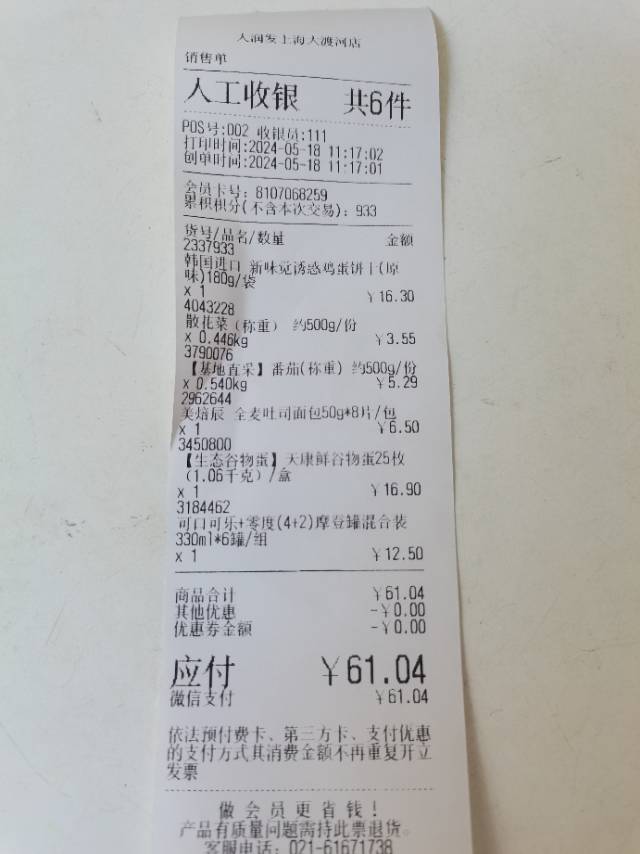 大润发上海大渡河店
销售单
人工收银 共6件
POS号:002 收银员:111
打印时间:2024-05-18 11:17:02
创单时间:2024-05-18 11:17:01
会员卡号: 8107068259
累积积分(不含本次交易): 933
货号/品名/数量 金额
2337933
韩国进口 新味觉诱惑鸡蛋饼干(原
味)180g/袋
x 1 ￥16.30
4043228
散花菜（称重） 约500g/份
x 0.446kg ￥3.55
3790076
【基地直采】番茄(称重) 约500g/份
x 0.540kg ￥5.29
2962644
美焙辰 全麦吐司面包50g*8片/包
x 1 ￥6.50
3450800
【生态谷物蛋】天康鲜谷物蛋25枚
（1.06千克）/盒
x 1 ￥16.90
3184462
可口可乐+零度(4+2)摩登罐混合装
330ml*6罐/组
x 1 ￥12.50
商品合计 ￥61.04
其他优惠 -￥0.00
优惠券金额 -￥0.00
应付 ￥61.04
微信支付 ￥61.04
依法预付费卡、第三方卡、支付优惠
的支付方式其消费金额不再重复开立
发票
做会员更省钱！
产品有质量问题需持此票退货。
客服电话: 021-61671738